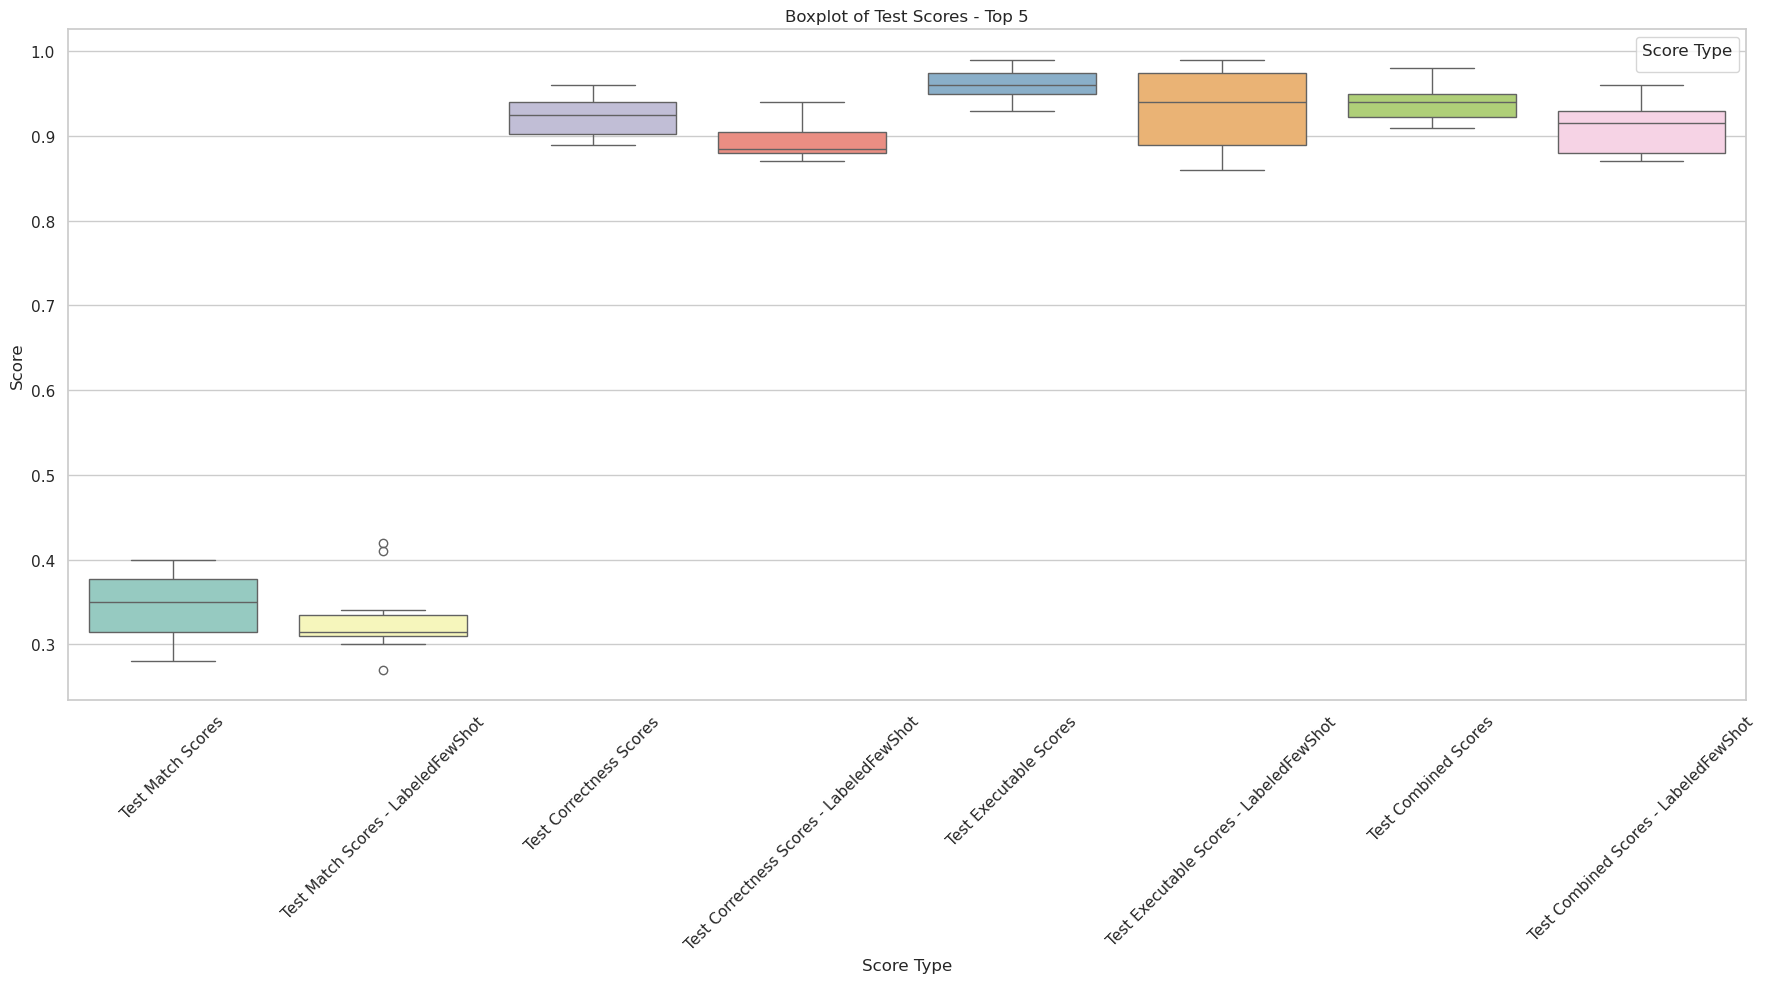 Boxplot of Test Scores - Top 5
Score Type
1.0
0.9
0.8
0.7
0.6
0.5
0.4
0.3
Score
Test Match Scores
Test Match Scores - LabeledFewShot
Test Correctness Scores
Test Correctness Scores - LabeledFewShot
Test Executable Scores
Test Executable Scores - LabeledFewShot
Test Combined Scores
Test Combined Scores - LabeledFewShot
Score Type